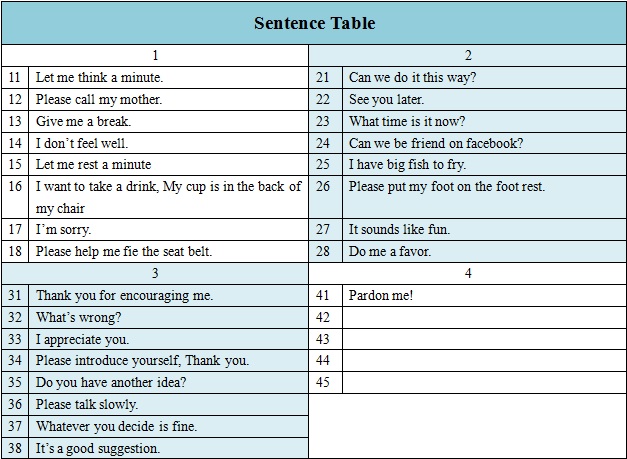 Sentence Table
1
11 Let me think a minute.
12 Please call my mother.
13 Give me a break.
14 I don't feel well.
15 Let me rest a minute
16 I want to take a drink, My cup is in the back of
my chair
17 I'm sorry.
18 Please help me fie the seat belt.
2
21 Can we do it this way?
22 See you later.
23 What time is it now?
24 Can we be friend on facebook?
25 I have big fish to fry.
26 Please put my foot on the foot rest.
27 It sounds like fun.
28 Do me a favor.
3
31 Thank you for encouraging me.
32 What's wrong?
33 I appreciate you.
34 Please introduce yourself, Thank you.
35 Do you have another idea?
36 Please talk slowly.
37 Whatever you decide is fine.
38 It's a good suggestion.
4
41 Pardon me!
42
43
44
45